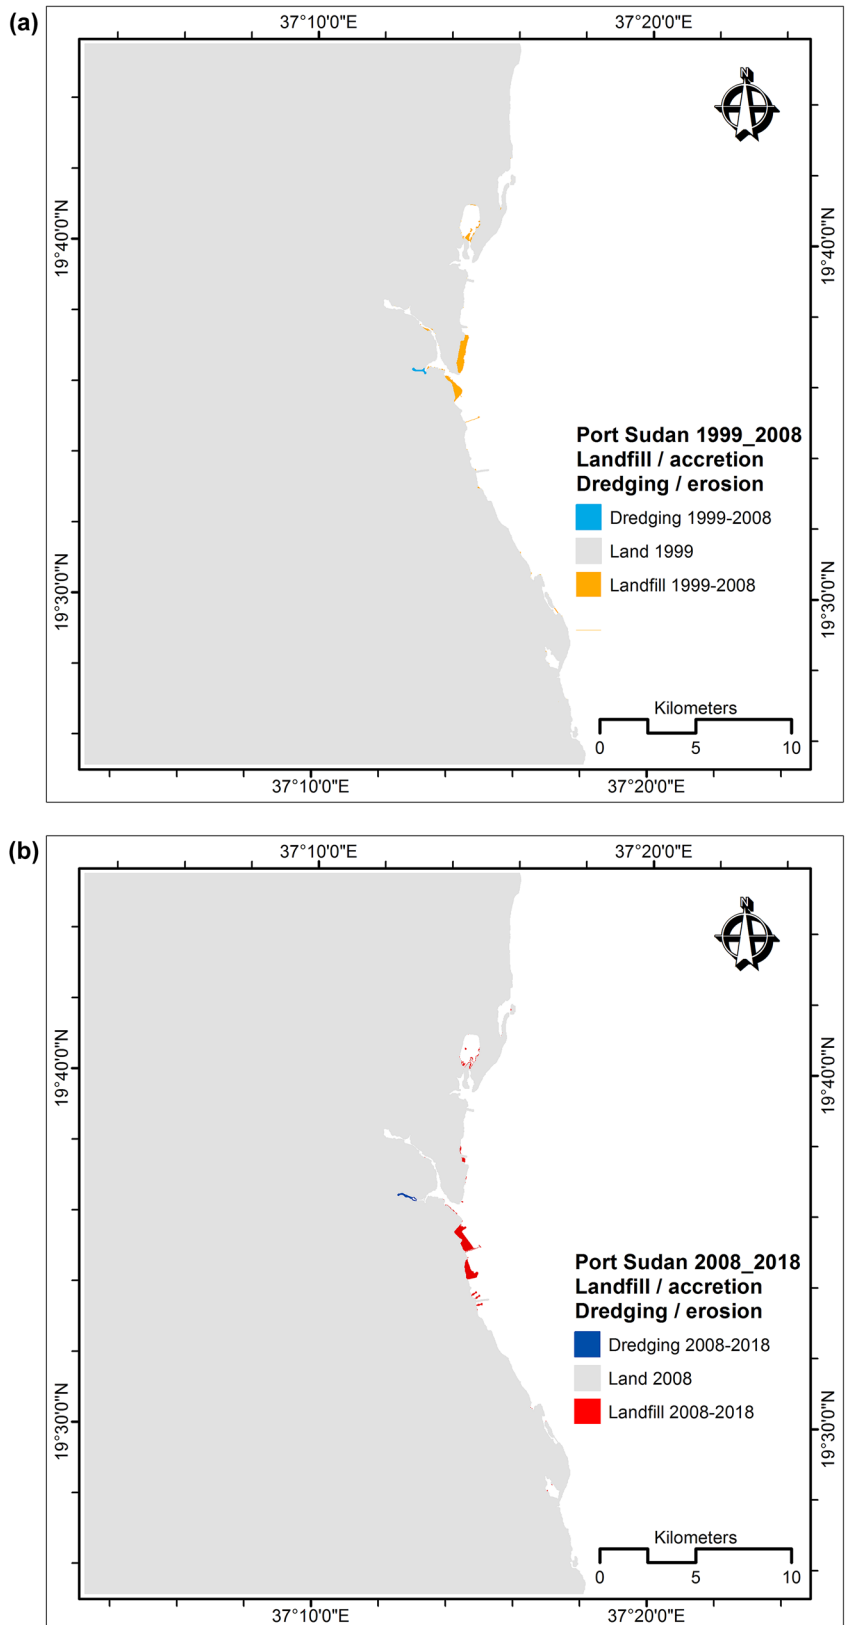 (a)
37°10'0"E
37°20'0"E
N
19°40'0"N
19°40'0"N
Port Sudan 1999_2008
Landfill / accretion
Dredging / erosion
Dredging 1999-2008
Land 1999
Landfill 1999-2008
19°30'0"N
19°30'0"N
Kilometers
0 5 10
37°10'0"E
37°20'0"E
(b)
37°10'0"E
37°20'0"E
N
19°40'0"N
19°40'0"N
Port Sudan 2008_2018
Landfill / accretion
Dredging / erosion
Dredging 2008-2018
Land 2008
Landfill 2008-2018
19°30'0"N
19°30'0"N
Kilometers
0 5 10
37°10'0"E
37°20'0"E